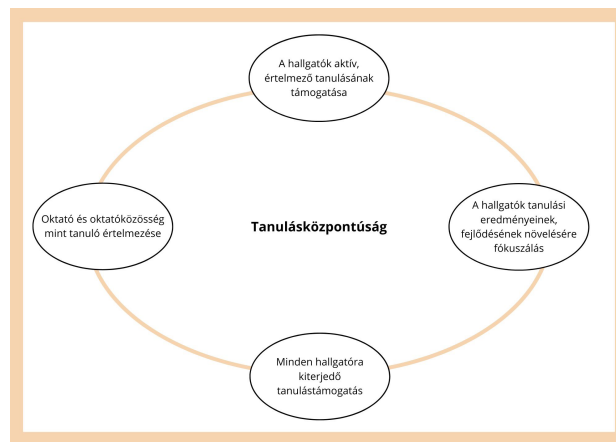 A hallgatók aktív,
értelmező tanulásának
támogatása
Oktató és oktatóközösség
mint tanuló értelmezése
Tanulásközpontúság
A hallgatók tanulási
eredményeinek,
fejlődésének növelésére
fókuszálás
Minden hallgatóra
kiterjedő
tanulástámogatás